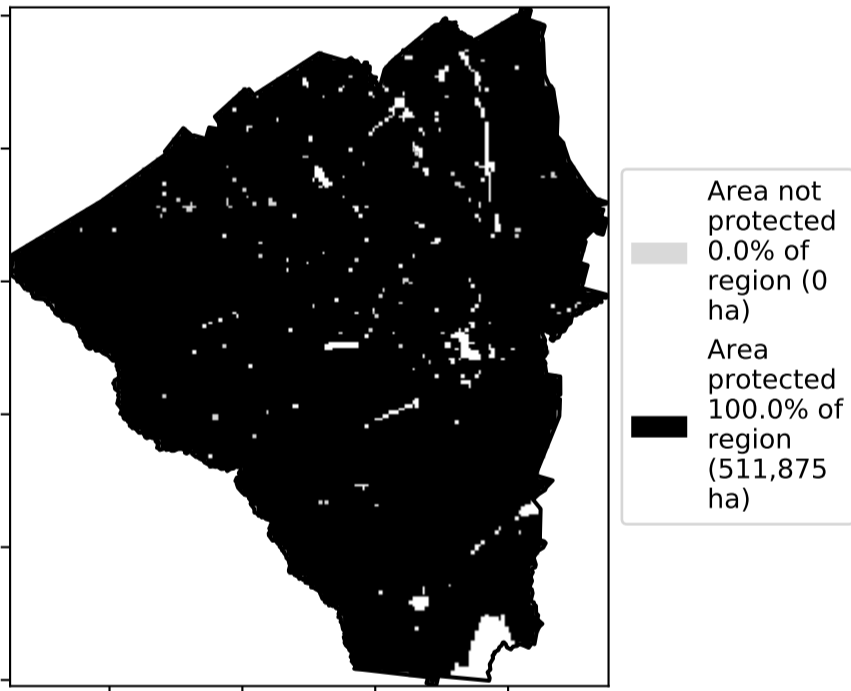 Area not
protected
0.0% of
region (0
ha)
Area
protected
100.0% of
region
(511,875
ha)